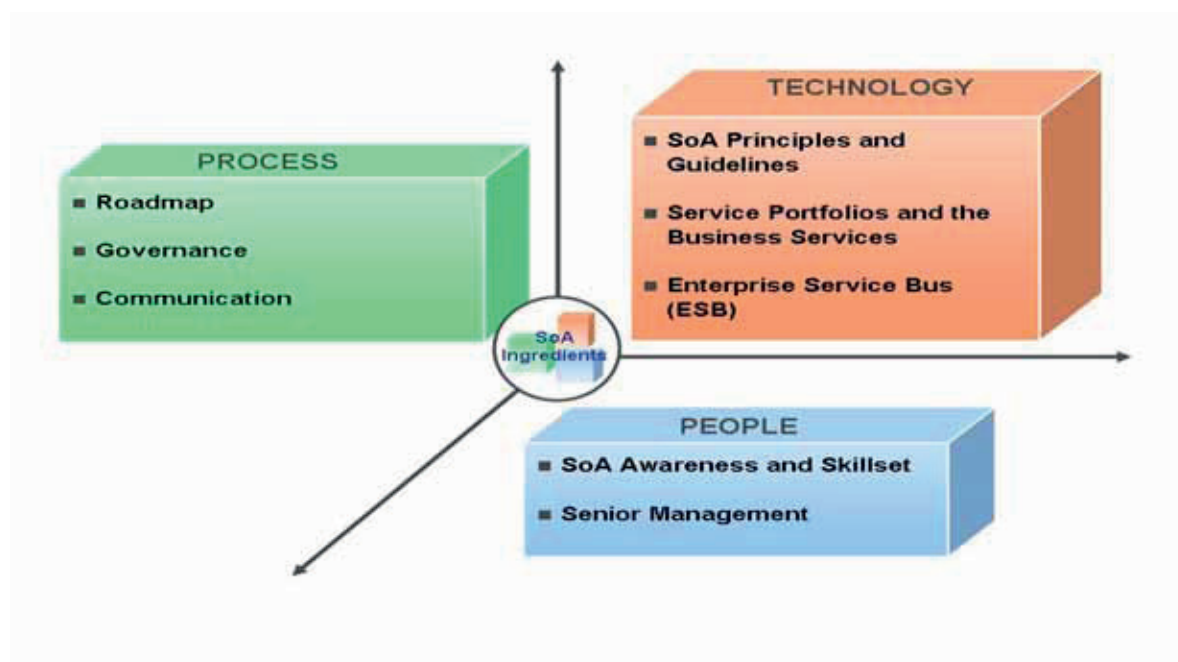 PROCESS
▪ Roadmap
▪ Governance
▪ Communication
TECHNOLOGY
▪ SoA Principles and
Guidelines
▪ Service Portfolios and the
Business Services
▪ Enterprise Service Bus
(ESB)
SoA
Ingredients
PEOPLE
▪ SoA Awareness and Skillset
▪ Senior Management